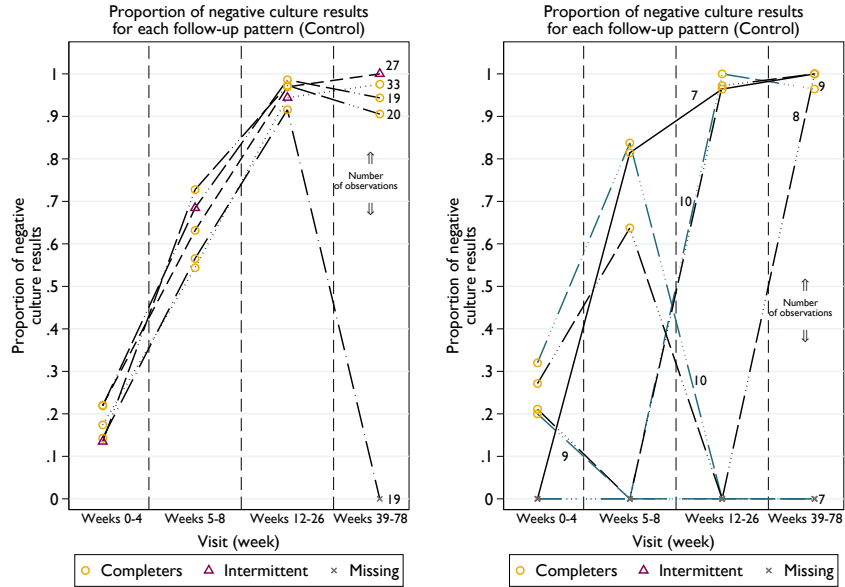 Proportion of negative culture results
for each follow-up pattern (Control)
1
.9
.8
.7
.6
.5
.4
.3
.2
.1
0
Proportion of negative
culture results
27
33
19
20
⇑
Number
of observations
⇓
19
Weeks 0-4
Weeks 5-8
Weeks 12-26
Weeks 39-78
Visit (week)
Completers
Intermittent
Missing
Proportion of negative culture results
for each follow-up pattern (Control)
1
.9
.8
.7
.6
.5
.4
.3
.2
.1
0
Proportion of negative
culture results
7
9
8
10
⇑
Number
of observations
⇓
10
9
7
Weeks 0-4
Weeks 5-8
Weeks 12-26
Weeks 39-78
Visit (week)
Completers
Intermittent
Missing